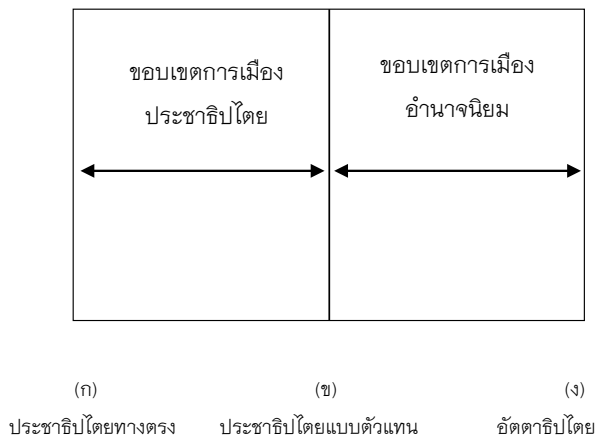 ขอบเขตการเมือง
ประชาธิปไตย
ขอบเขตการเมือง
อำนาจนิยม
(ก) (ข) (ง)
ประชาธิปไตยทางตรง ประชาธิปไตยแบบตัวแทน อัตตาธิปไตย